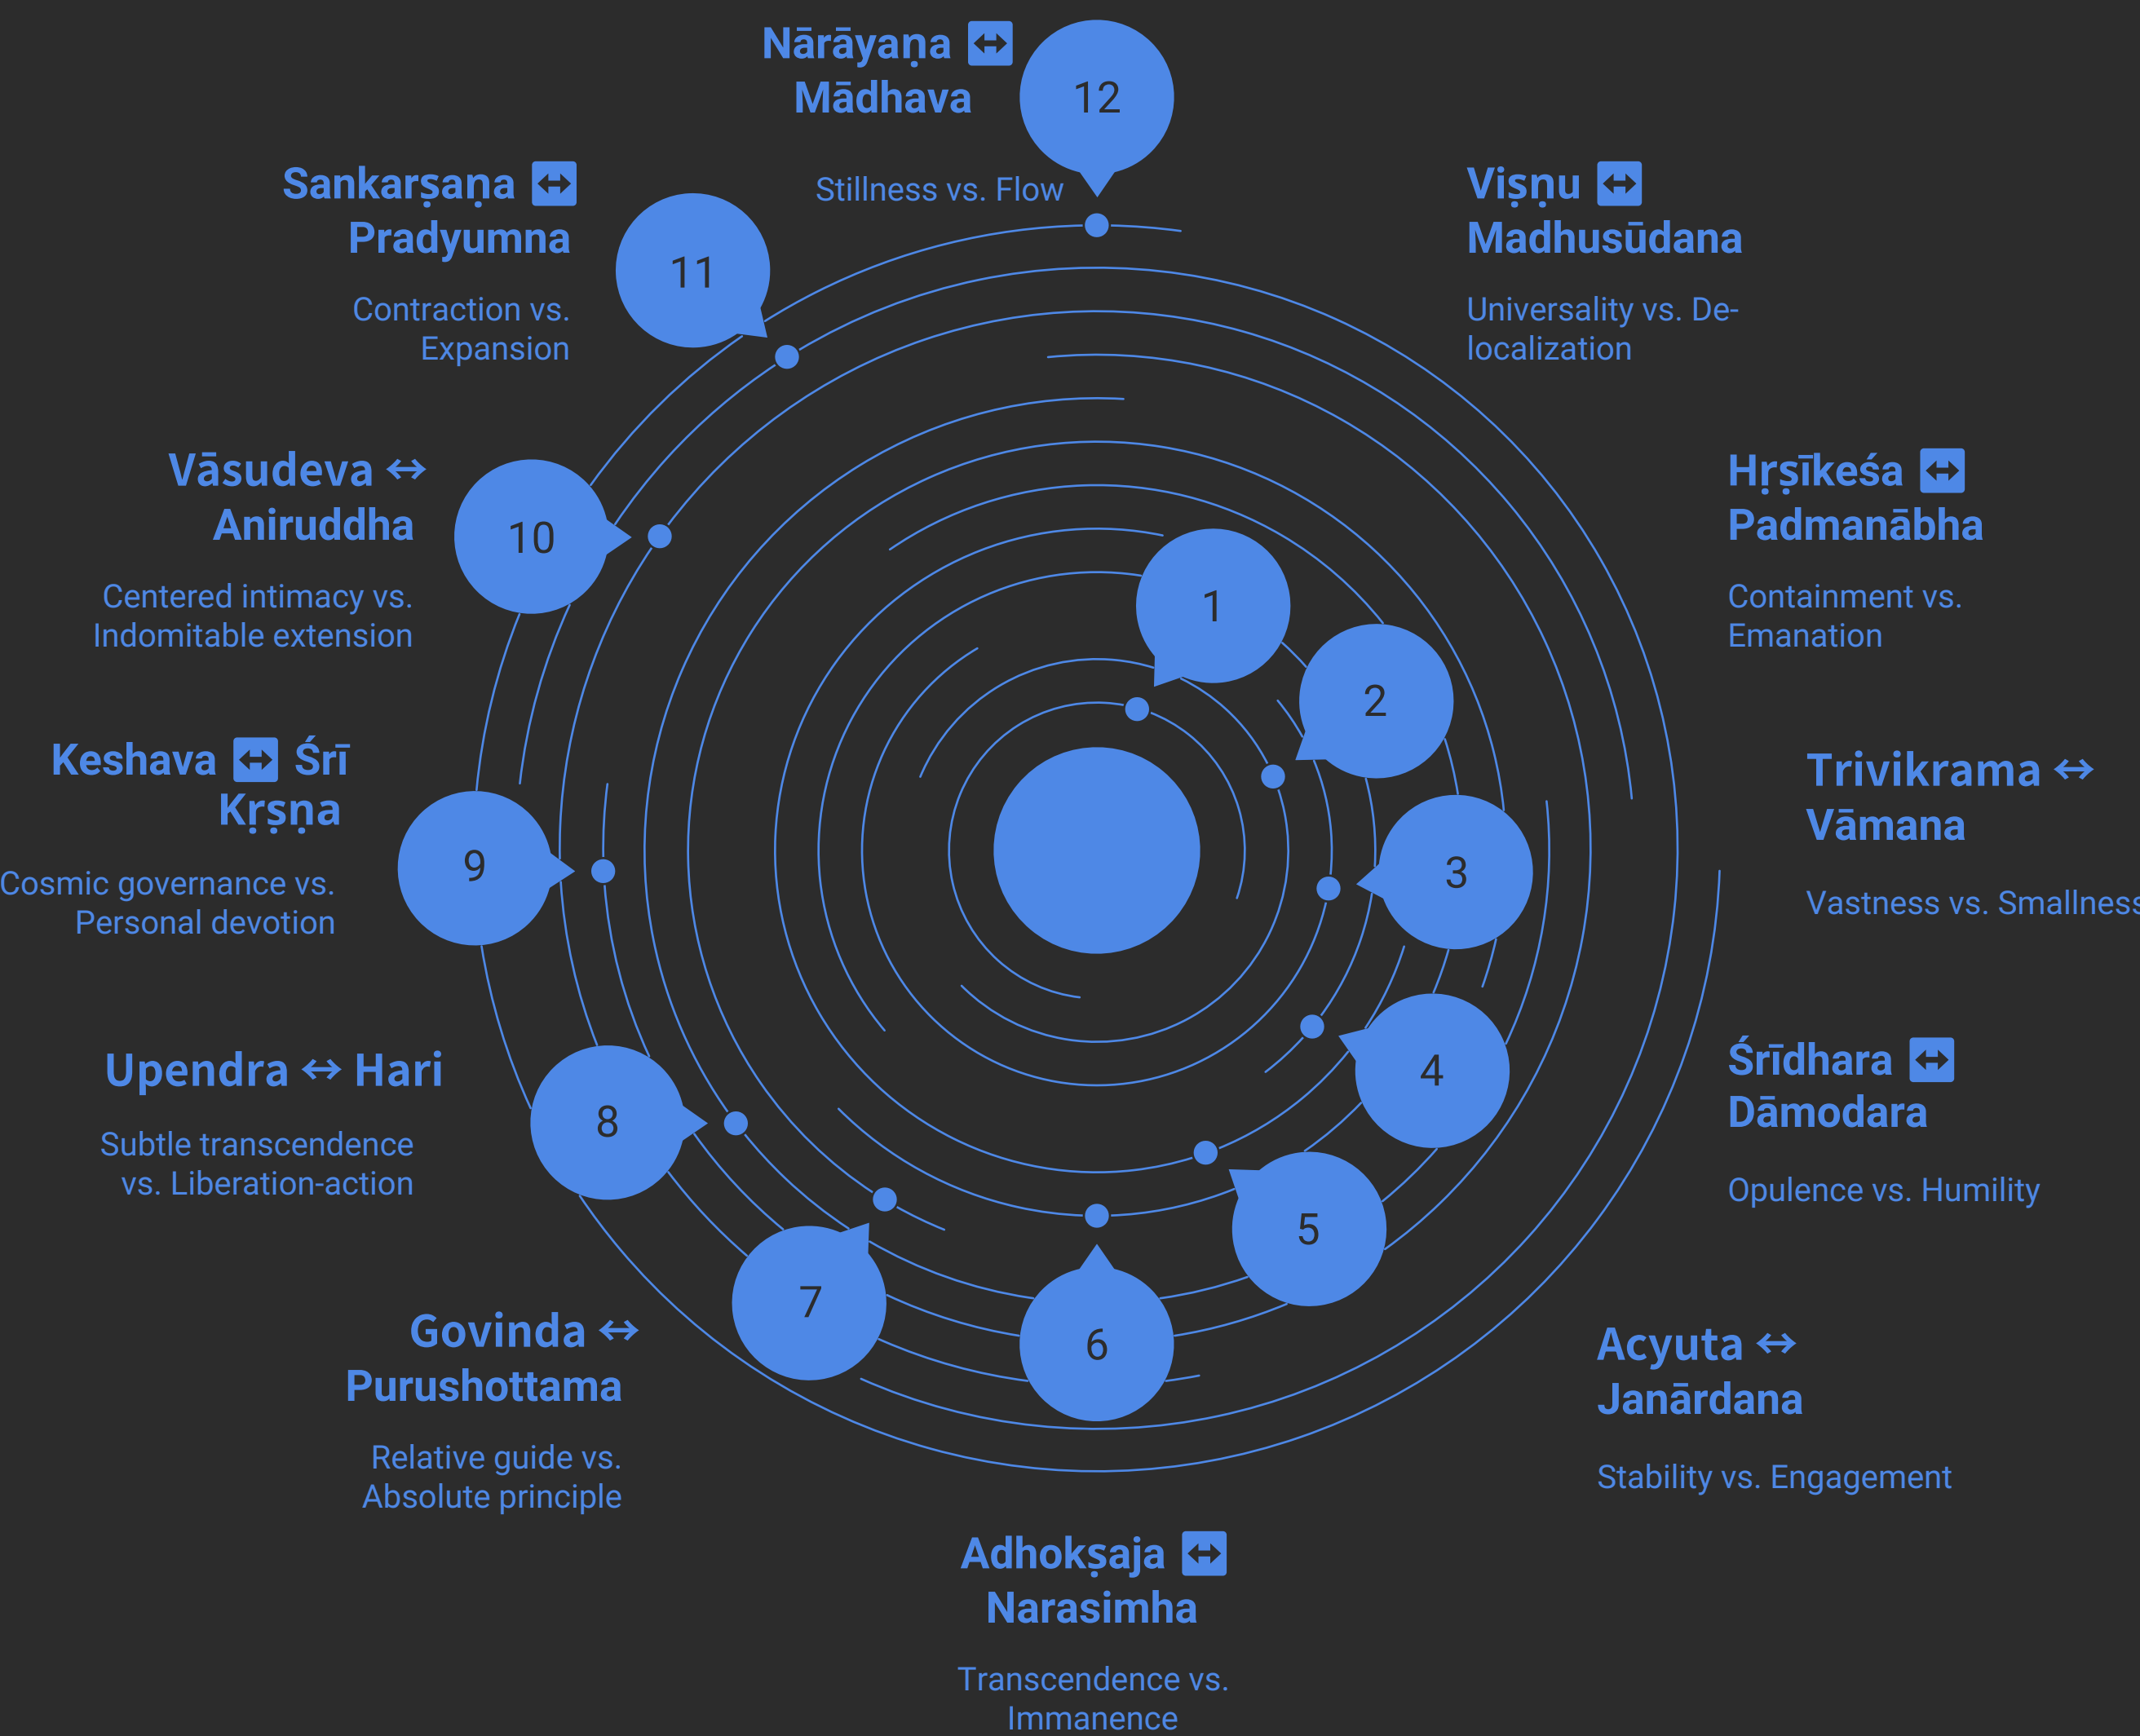 Nārāyaṇa ↔
Mādhava
Stillness vs. Flow
12
Sankarṣaṇa ↔
Pradyumna
Contraction vs.
Expansion
11
Viṣṇu ↔
Madhusūdana
Universality vs. De-
localization
1
Vāsudeva ↔
Aniruddha
Centered intimacy vs.
Indomitable extension
10
Hṛṣīkeśa ↔
Padmanābha
Containment vs.
Emanation
2
Keshava ↔ Śrī
Kṛṣṇa
Cosmic governance vs.
Personal devotion
9
Trivikrama ↔
Vāmana
Vastness vs. Smallness
3
Upendra ↔ Hari
Subtle transcendence
vs. Liberation-action
8
Śrīdhara ↔
Dāmodara
Opulence vs. Humility
4
Govinda ↔
Purushottama
Relative guide vs.
Absolute principle
7
Acyuta ↔
Janārdana
Stability vs. Engagement
5
6
Adhokṣaja ↔
Narasimha
Transcendence vs.
Immanence